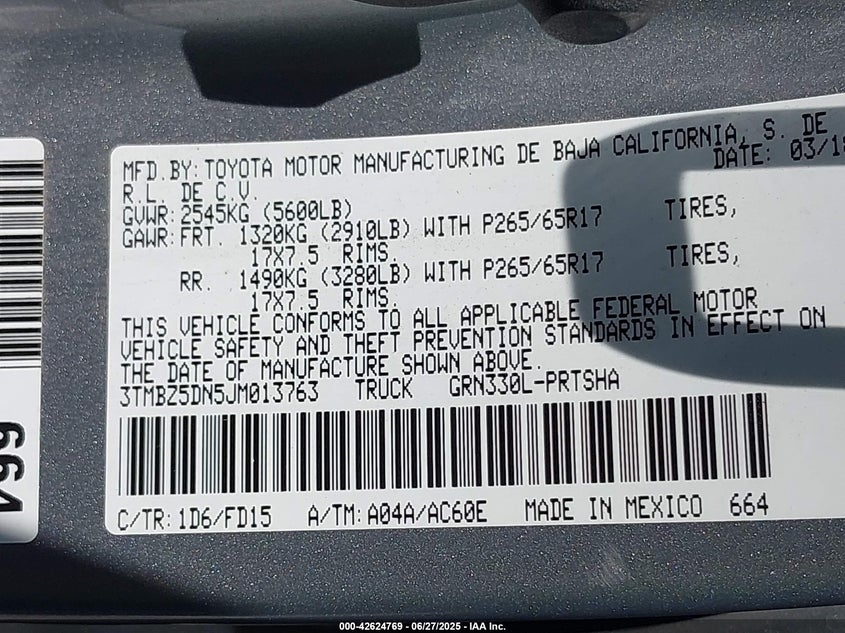 MFD.BY: TOYOTA MOTOR MANUFACTURING DE BAJA CALIFORNIA, S. DE
R.L. DE C.V. DATE: 03/18
GVWR: 2545KG (5600LB)
GAWR: FRT. 1320KG (2910LB) WITH P265/65R17 TIRES,
17X7.5 RIMS.
RR. 1490KG (3280LB) WITH P265/65R17 TIRES,
17X7.5 RIMS.
THIS VEHICLE CONFORMS TO ALL APPLICABLE FEDERAL MOTOR
VEHICLE SAFETY AND THEFT PREVENTION STANDARDS IN EFFECT ON
THE DATE OF MANUFACTURE SHOWN ABOVE.
3TMBZ5DN5JM013763 TRUCK GRN330L-PRTSHA
C/TR: 1D6/FD15 A/TM: A04A/AC60E MADE IN MEXICO 664
664
000-42624769 - 06/27/2025 - IAA Inc.